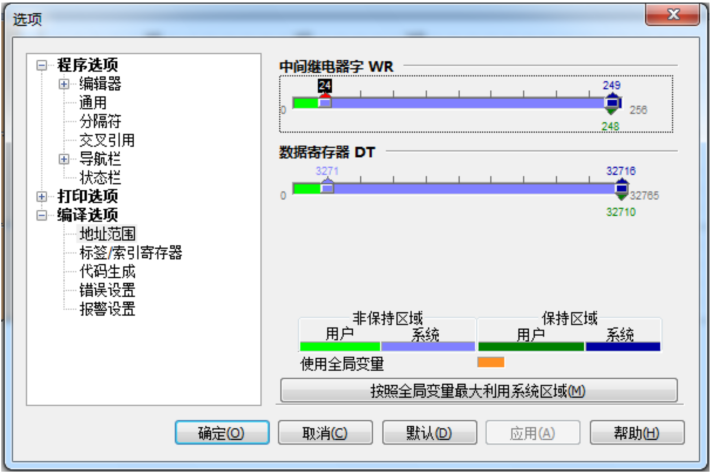 选项
程序选项
编辑器
通用
分隔符
交叉引用
导航栏
状态栏
打印选项
编译选项
地址范围
标签/索引寄存器
代码生成
错误设置
报警设置
中间继电器字 WR
24
249
0
256
248
数据寄存器 DT
3271
32716
0
32765
32710
非保持区域
保持区域
用户
系统
用户
系统
使用全局变量
按照全局变量最大利用系统区域(M)
确定(O)
取消(C)
默认(D)
应用(A)
帮助(H)